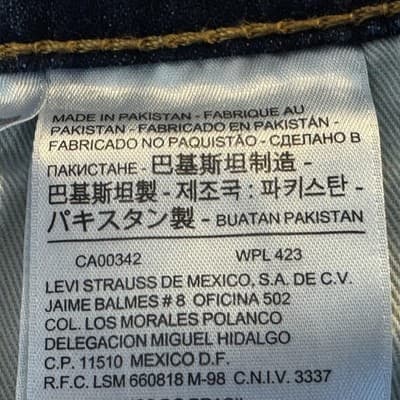 MADE IN PAKISTAN - FABRIQUE AU
PAKISTAN - FABRICADO EN PAKISTÁN -
FABRICADO NO PAQUISTÃO - СДЕЛАНО В
ПАКИСТАНЕ - 巴基斯坦制造 -
巴基斯坦製 - 제조국 : 파키스탄 -
パキスタン製 - BUATAN PAKISTAN
CA00342 WPL 423
LEVI STRAUSS DE MEXICO, S.A. DE C.V.
JAIME BALMES # 8 OFICINA 502
COL. LOS MORALES POLANCO
DELEGACION MIGUEL HIDALGO
C.P. 11510 MEXICO D.F.
R.F.C. LSM 660818 M-98 C.N.I.V. 3337